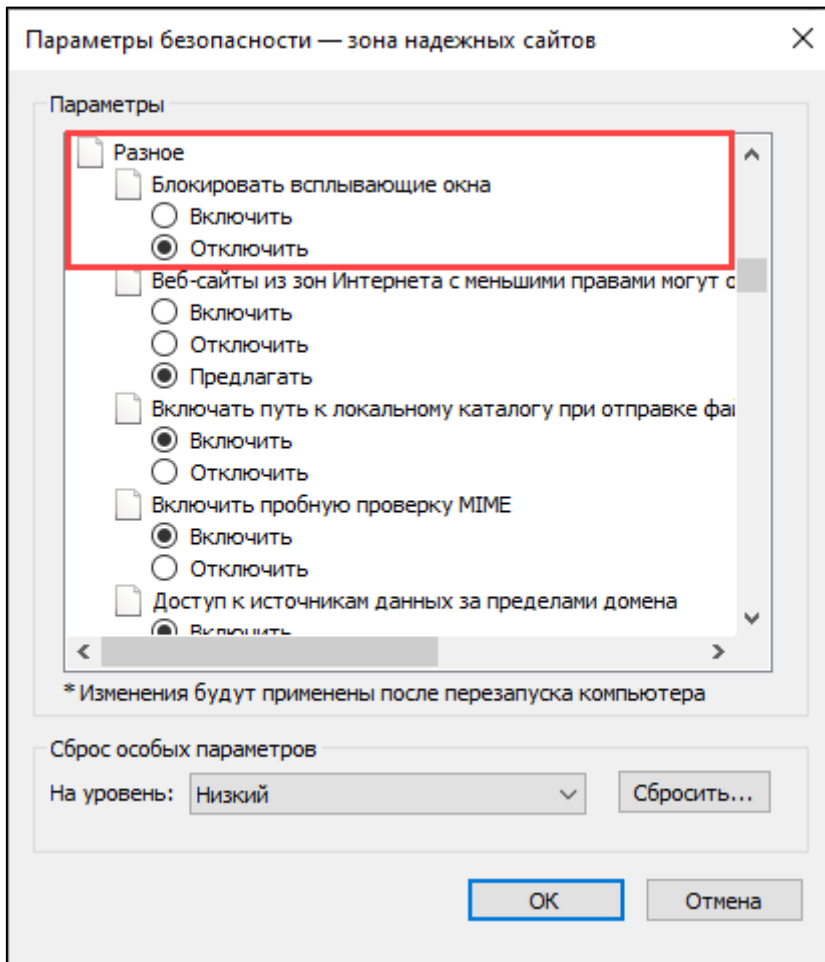 Параметры безопасности — зона надежных сайтов
Параметры
Разное
Блокировать всплывающие окна
Включить
Отключить
Веб-сайты из зон Интернета с меньшими правами могут о
Включить
Отключить
Предлагать
Включать путь к локальному каталогу при отправке фай
Включить
Отключить
Включить пробную проверку MIME
Включить
Отключить
Доступ к источникам данных за пределами домена
Включить
* Изменения будут применены после перезапуска компьютера
Сброс особых параметров
На уровень: Низкий Сбросить...
ОК Отмена